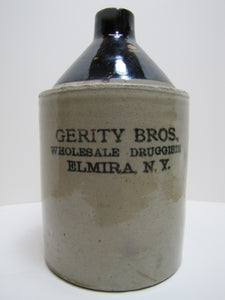 GERITY BROS.
WHOLESALE DRUGGISTS
ELMIRA, N.Y.